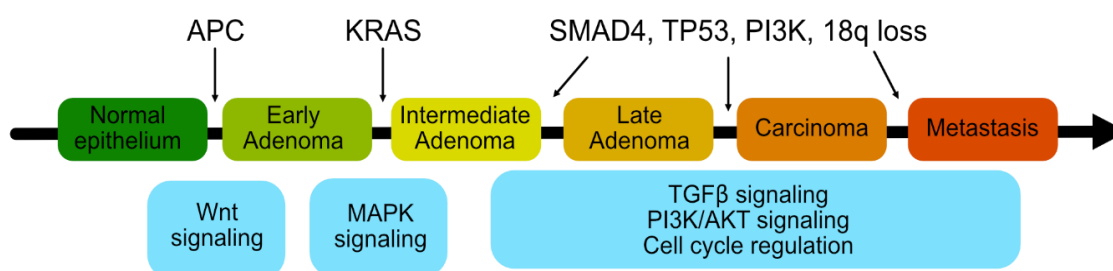 APC
KRAS
SMAD4, TP53, PI3K, 18q loss
Normal
epithelium
Early
Adenoma
Intermediate
Adenoma
Late
Adenoma
Carcinoma
Metastasis
Wnt
signaling
MAPK
signaling
TGFβ signaling
PI3K/AKT signaling
Cell cycle regulation